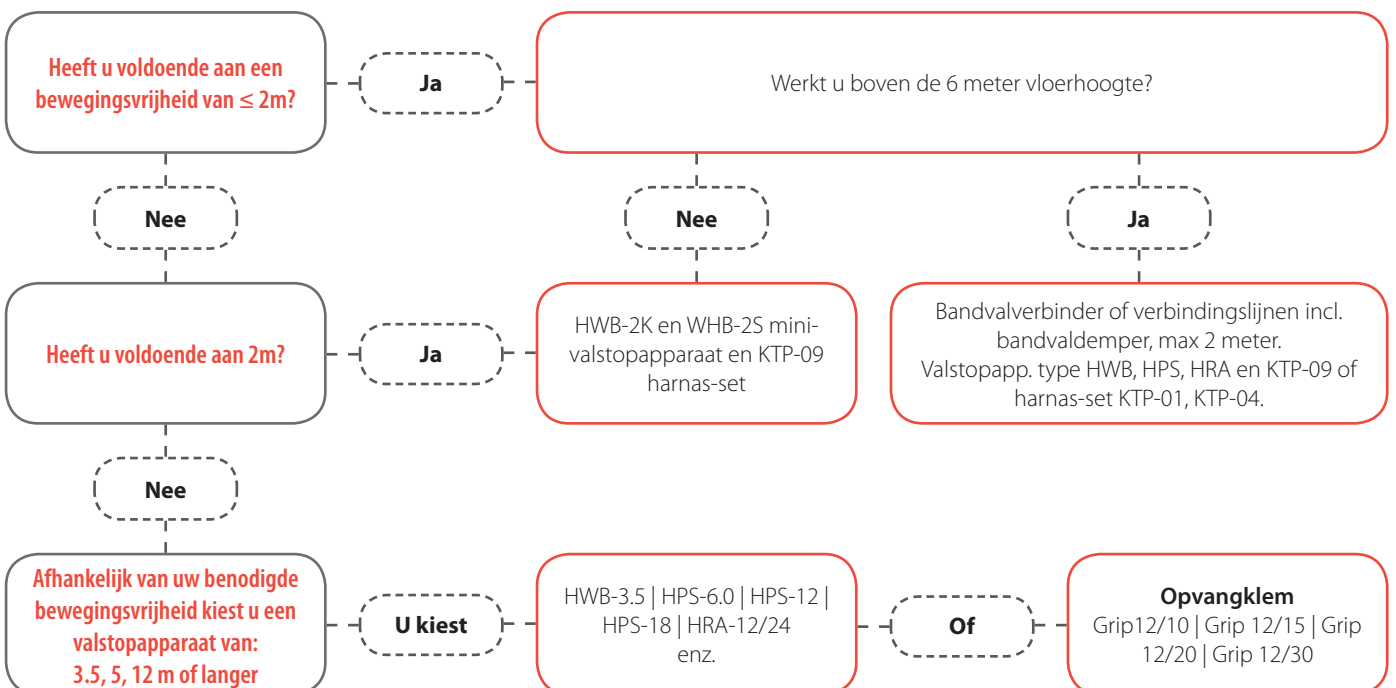 Heeft u voldoende aan een
bewegingsvrijheid van ≤ 2m?
Ja
Werkt u boven de 6 meter vloerhoogte?
Nee
Nee
Ja
Heeft u voldoende aan 2m?
Ja
HWB-2K en WHB-2S mini-
valstopapparaat en KTP-09
harnas-set
Bandvalverbinder of verbindingslijnen incl.
bandvaldemper, max 2 meter.
Valstopapp. type HWB, HPS, HRA en KTP-09 of
harnas-set KTP-01, KTP-04.
Nee
Afhankelijk van uw benodigde
bewegingsvrijheid kiest u een
valstopapparaat van:
3.5, 5, 12 m of langer
U kiest
HWB-3.5 | HPS-6.0 | HPS-12 |
HPS-18 | HRA-12/24
enz.
Of
Opvangklem
Grip12/10 | Grip 12/15 | Grip
12/20 | Grip 12/30